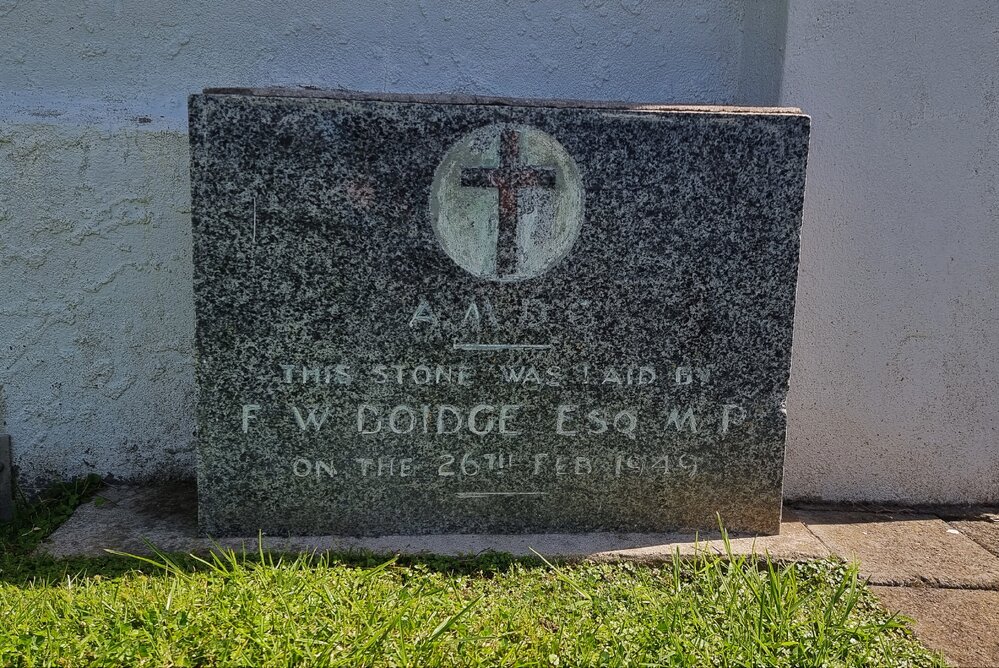 A M D G
THIS STONE WAS LAID BY
F W DOIDGE ESQ M P
ON THE 26TH FEB 1949